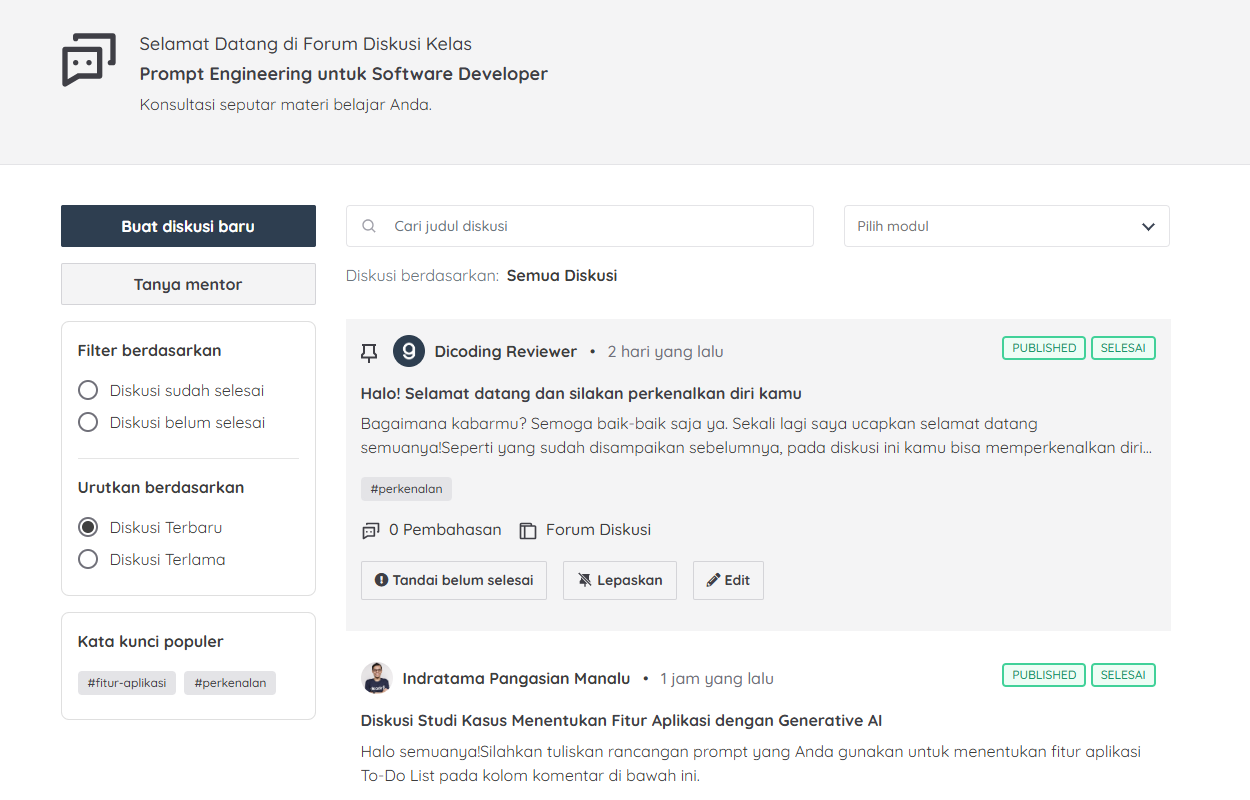 Selamat Datang di Forum Diskusi Kelas
Prompt Engineering untuk Software Developer
Konsultasi seputar materi belajar Anda.
Buat diskusi baru
Tanya mentor
Filter berdasarkan
Diskusi sudah selesai
Diskusi belum selesai
Urutkan berdasarkan
Diskusi Terbaru
Diskusi Terlama
Kata kunci populer
#fitur-aplikasi #perkenalan
Cari judul diskusi
Pilih modul
Diskusi berdasarkan: Semua Diskusi
Dicoding Reviewer • 2 hari yang lalu
PUBLISHED SELESAI
Halo! Selamat datang dan silakan perkenalkan diri kamu
Bagaimana kabarmu? Semoga baik-baik saja ya. Sekali lagi saya ucapkan selamat datang
semuanya!Seperti yang sudah disampaikan sebelumnya, pada diskusi ini kamu bisa memperkenalkan diri...
#perkenalan
0 Pembahasan Forum Diskusi
Tandai belum selesai Lepaskan Edit
Indratama Pangasian Manalu • 1 jam yang lalu
PUBLISHED SELESAI
Diskusi Studi Kasus Menentukan Fitur Aplikasi dengan Generative AI
Halo semuanya!Silahkan tuliskan rancangan prompt yang Anda gunakan untuk menentukan fitur aplikasi
To-Do List pada kolom komentar di bawah ini.